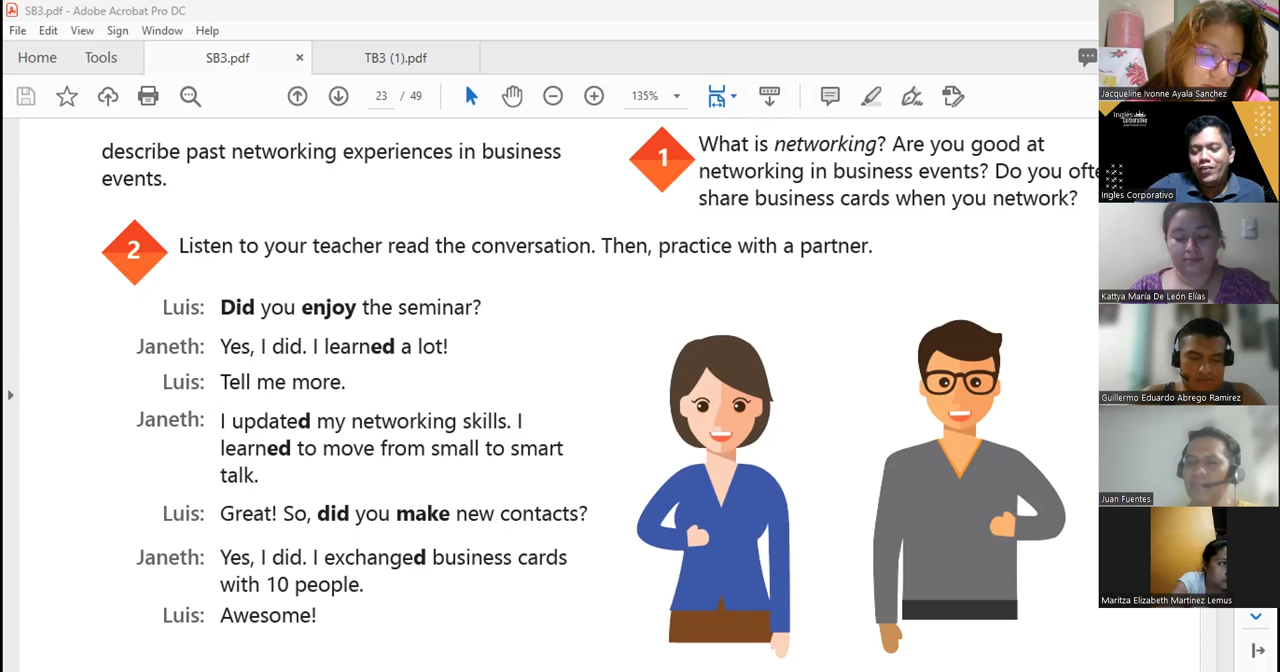 SB3.pdf - Adobe Acrobat Pro DC
File Edit View Sign Window Help
Home Tools SB3.pdf × TB3 (1).pdf
23 / 49 135%
describe past networking experiences in business
events.
1 What is networking? Are you good at
networking in business events? Do you ofte
share business cards when you network?
2 Listen to your teacher read the conversation. Then, practice with a partner.
Luis: Did you enjoy the seminar?
Janeth: Yes, I did. I learned a lot!
Luis: Tell me more.
Janeth: I updated my networking skills. I
learned to move from small to smart
talk.
Luis: Great! So, did you make new contacts?
Janeth: Yes, I did. I exchanged business cards
with 10 people.
Luis: Awesome!
Jacqueline Ivonne Ayala Sanchez
Inglés
Corporativo
Ingles Corporativo
Kattya María De León Elías
Guillermo Eduardo Abrego Ramirez
Juan Fuentes
Maritza Elizabeth Martinez Lemus